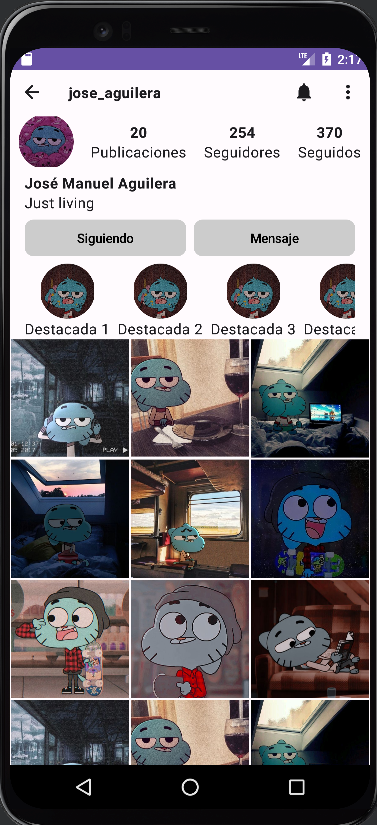 LTE 2:17
jose_aguilera
20 254 370
Publicaciones Seguidores Seguidos
José Manuel Aguilera
Just living
Siguiendo Mensaje
Destacada 1 Destacada 2 Destacada 3 Destaca
PLAY